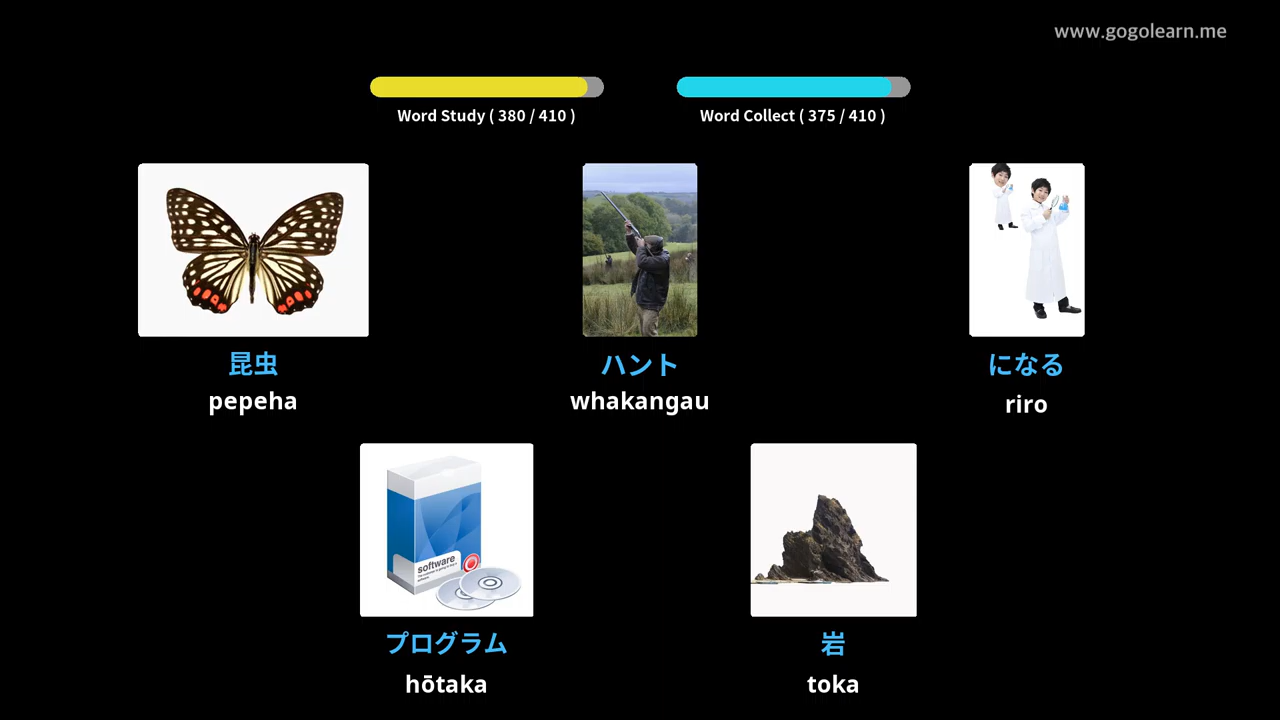 www.gogolearn.me
Word Study ( 380 / 410 )
Word Collect ( 375 / 410 )
昆虫
pepeha
ハント
whakangau
になる
riro
software
プログラム
hōtaka
岩
toka